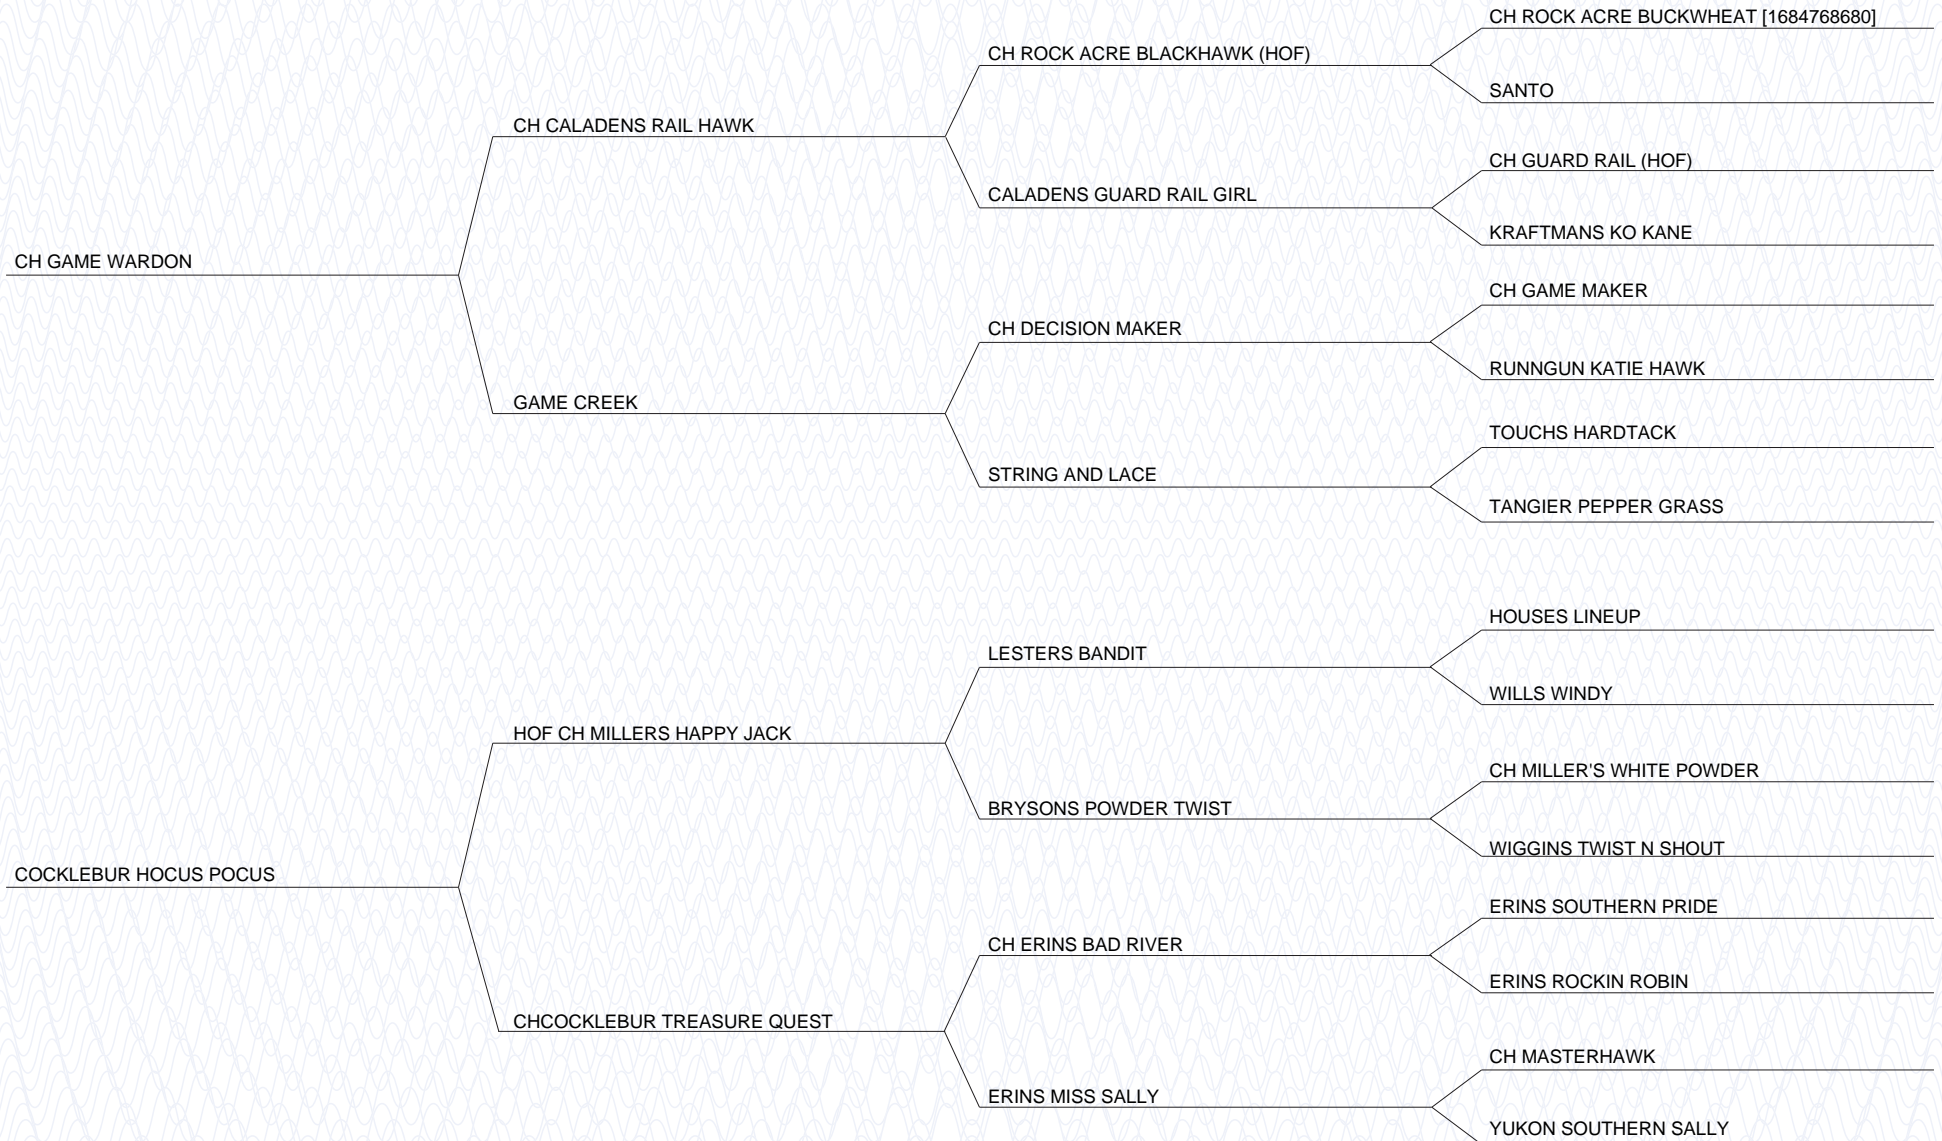 CH GAME WARDON
CH CALADENS RAIL HAWK
CH ROCK ACRE BLACKHAWK (HOF)
CH ROCK ACRE BUCKWHEAT [1684768680]
SANTO
CALADENS GUARD RAIL GIRL
CH GUARD RAIL (HOF)
KRAFTMANS KO KANE
GAME CREEK
CH DECISION MAKER
CH GAME MAKER
RUNNGUN KATIE HAWK
STRING AND LACE
TOUCHS HARDTACK
TANGIER PEPPER GRASS
COCKLEBUR HOCUS POCUS
HOF CH MILLERS HAPPY JACK
LESTERS BANDIT
HOUSES LINEUP
WILLS WINDY
BRYSONS POWDER TWIST
CH MILLER'S WHITE POWDER
WIGGINS TWIST N SHOUT
CHCOCKLEBUR TREASURE QUEST
CH ERINS BAD RIVER
ERINS SOUTHERN PRIDE
ERINS ROCKIN ROBIN
ERINS MISS SALLY
CH MASTERHAWK
YUKON SOUTHERN SALLY